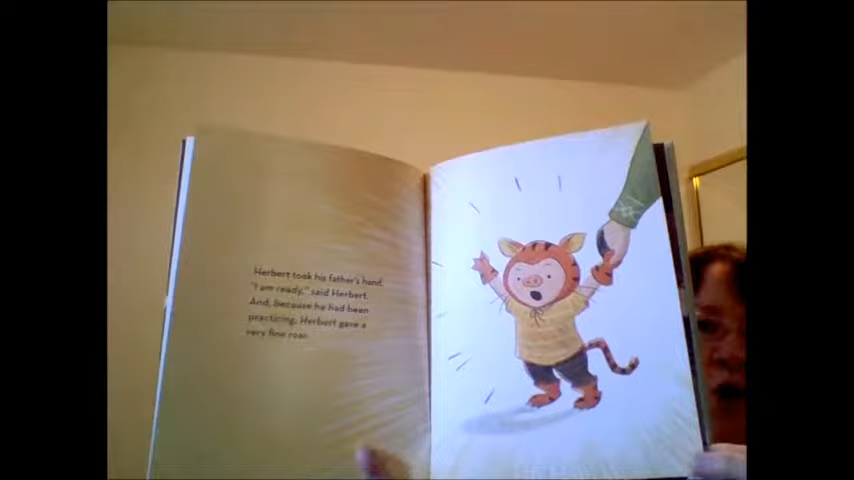 Herbert took his father's hand.
"I am ready," said Herbert.
And, because he had been
practicing, Herbert gave a
very fine roar.